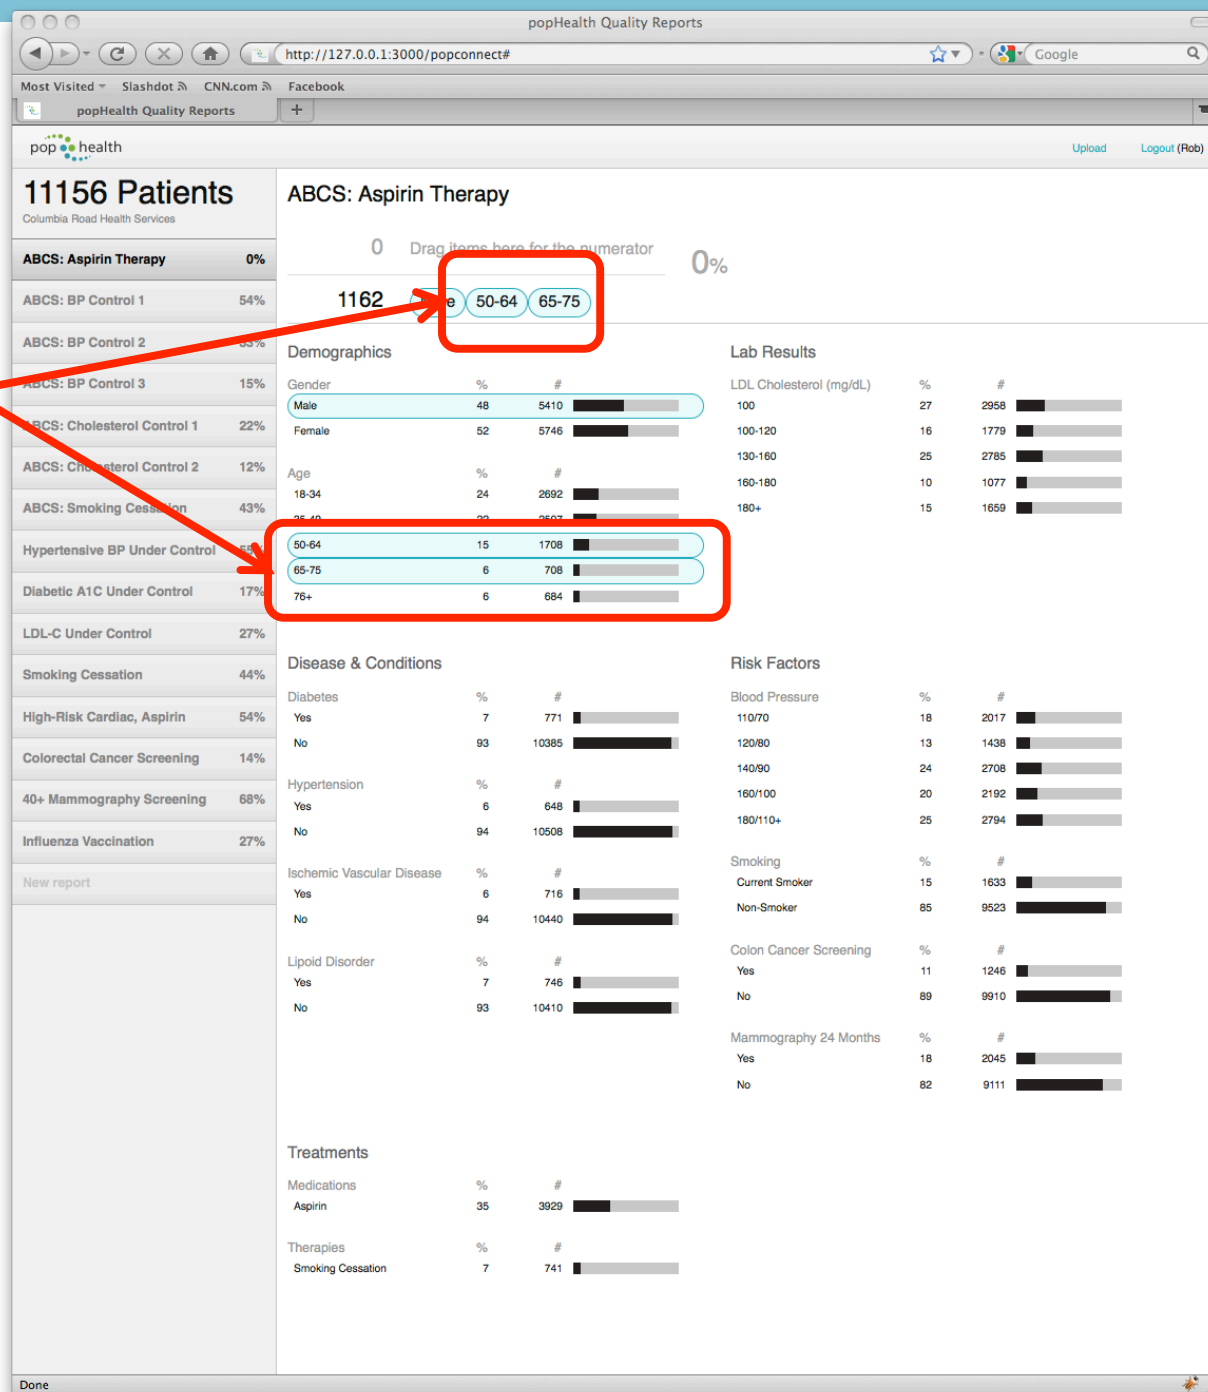 popHealth Quality Reports
http://127.0.0.1:3000/popconnect#
Google
Most Visited Slashdot CNN.com Facebook
popHealth Quality Reports +
pop health
Upload Logout (Rob)
11156 Patients
Columbia Road Health Services
ABCS: Aspirin Therapy 0%
ABCS: BP Control 1 54%
ABCS: BP Control 2
ABCS: BP Control 3 15%
ABCS: Cholesterol Control 1 22%
ABCS: Cholesterol Control 2 12%
ABCS: Smoking Cessation 43%
Hypertensive BP Under Control
Diabetic A1C Under Control 17%
LDL-C Under Control 27%
Smoking Cessation 44%
High-Risk Cardiac, Aspirin 54%
Colorectal Cancer Screening 14%
40+ Mammography Screening 68%
Influenza Vaccination 27%
New report
ABCS: Aspirin Therapy
0 Drag items here for the numerator
0%
1162 50-64 65-75
Demographics
Gender % #
Male 48 5410
Female 52 5746
Age % #
18-34 24 2692
50-64 15 1708
65-75 6 708
76+ 6 684
Lab Results
LDL Cholesterol (mg/dL) % #
100 27 2958
100-120 16 1779
130-160 25 2785
160-180 10 1077
180+ 15 1659
Disease & Conditions
Diabetes % #
Yes 7 771
No 93 10385
Hypertension % #
Yes 6 648
No 94 10508
Ischemic Vascular Disease % #
Yes 6 716
No 94 10440
Lipoid Disorder % #
Yes 7 746
No 93 10410
Risk Factors
Blood Pressure % #
110/70 18 2017
120/80 13 1438
140/90 24 2708
160/100 20 2192
180/110+ 25 2794
Smoking % #
Current Smoker 15 1633
Non-Smoker 85 9523
Colon Cancer Screening % #
Yes 11 1246
No 89 9910
Mammography 24 Months % #
Yes 18 2045
No 82 9111
Treatments
Medications % #
Aspirin 35 3929
Therapies % #
Smoking Cessation 7 741
Done